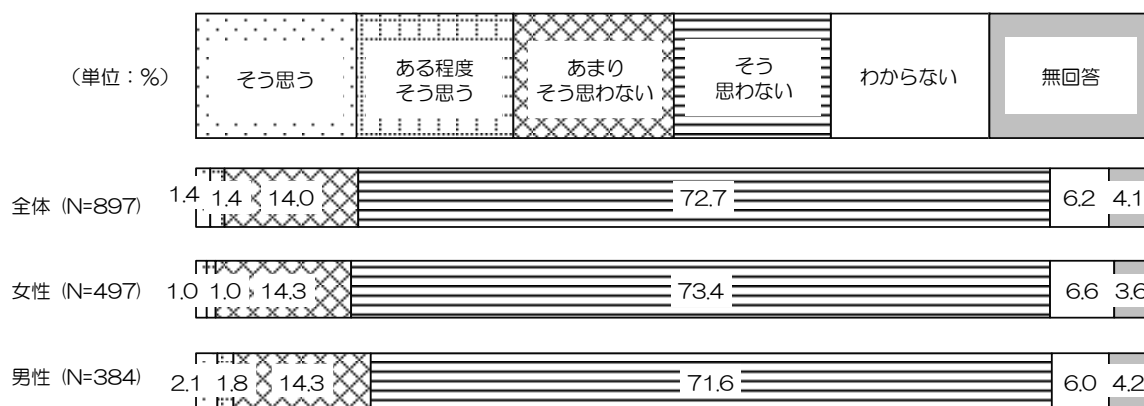 (単位:%)
そう思う
ある程度
そう思う
あまり
そう思わない
そう
思わない
わからない
無回答
全体 (N=897) 1.4 1.4 14.0 72.7 6.2 4.1
女性 (N=497) 1.0 1.0 14.3 73.4 6.6 3.6
男性 (N=384) 2.1 1.8 14.3 71.6 6.0 4.2